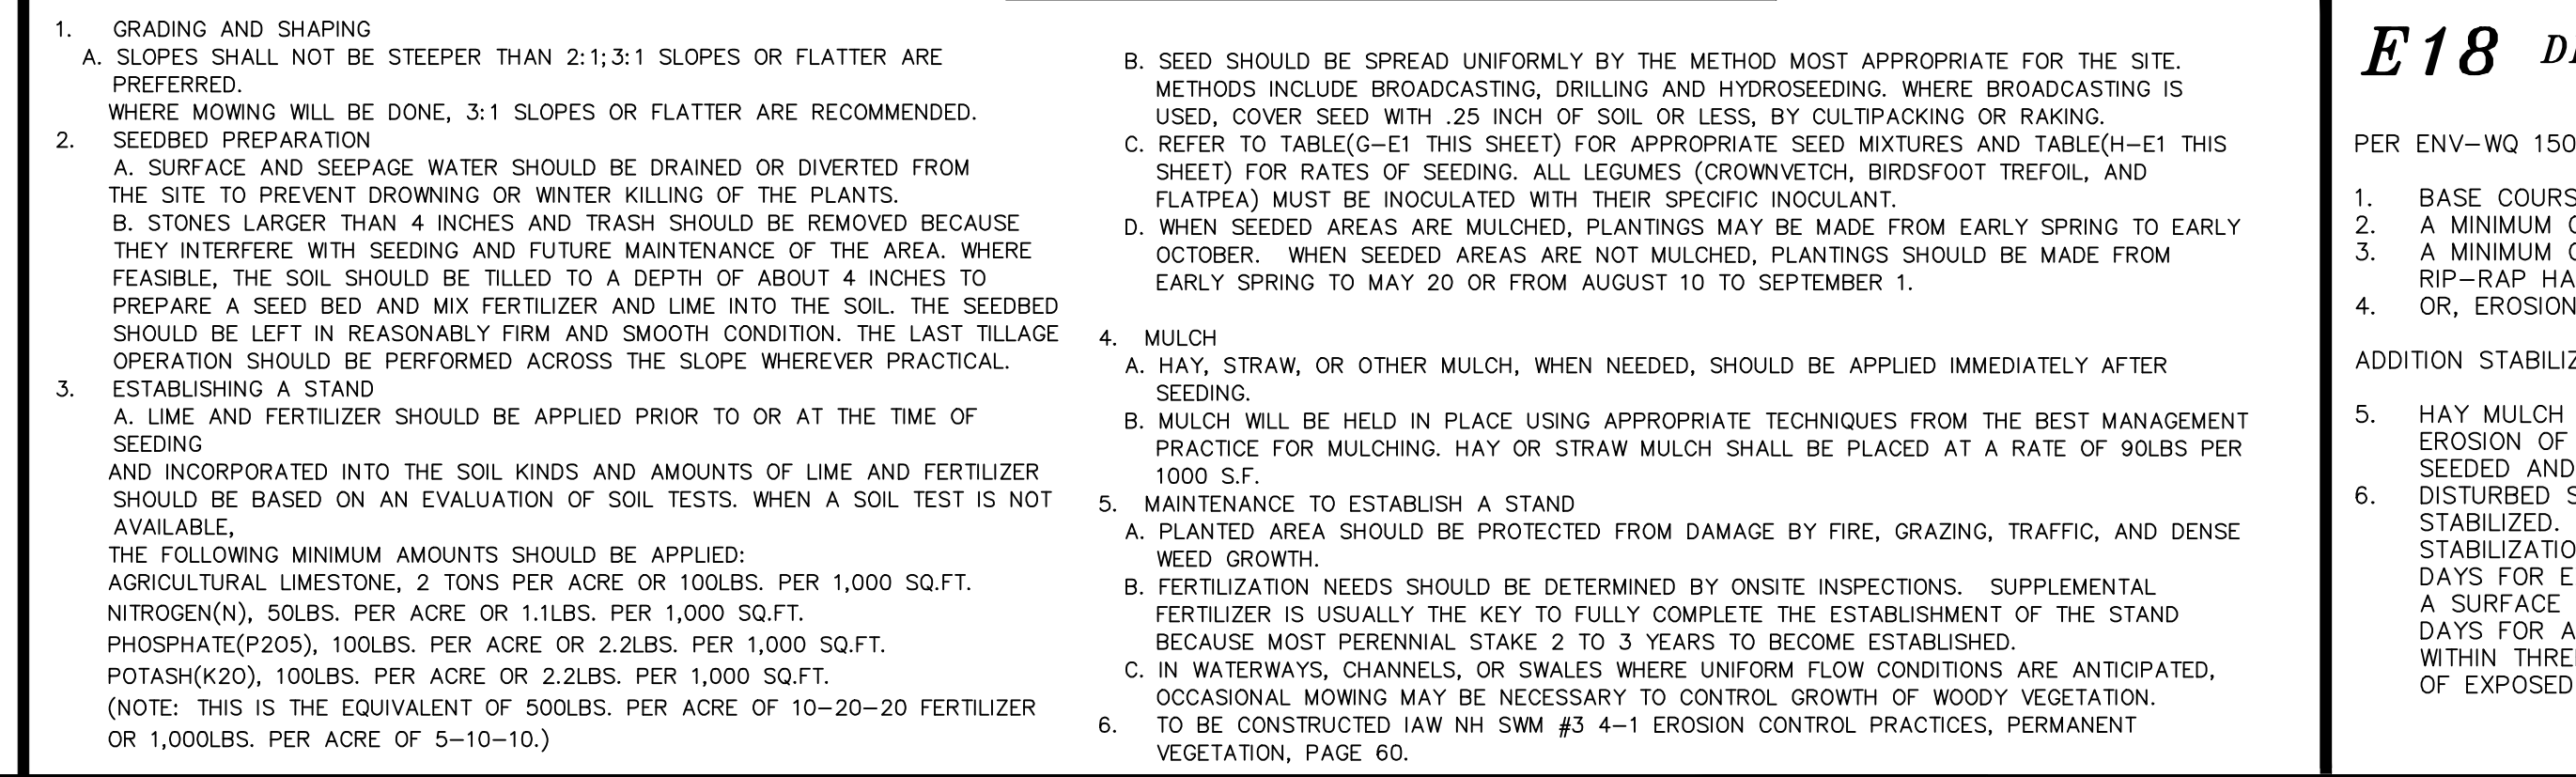 1. GRADING AND SHAPING
A. SLOPES SHALL NOT BE STEEPER THAN 2:1;3:1 SLOPES OR FLATTER ARE
PREFERRED.
WHERE MOWING WILL BE DONE, 3:1 SLOPES OR FLATTER ARE RECOMMENDED.
2. SEEDBED PREPARATION
A. SURFACE AND SEEPAGE WATER SHOULD BE DRAINED OR DIVERTED FROM
THE SITE TO PREVENT DROWNING OR WINTER KILLING OF THE PLANTS.
B. STONES LARGER THAN 4 INCHES AND TRASH SHOULD BE REMOVED BECAUSE
THEY INTERFERE WITH SEEDING AND FUTURE MAINTENANCE OF THE AREA. WHERE
FEASIBLE, THE SOIL SHOULD BE TILLED TO A DEPTH OF ABOUT 4 INCHES TO
PREPARE A SEED BED AND MIX FERTILIZER AND LIME INTO THE SOIL. THE SEEDBED
SHOULD BE LEFT IN REASONABLY FIRM AND SMOOTH CONDITION. THE LAST TILLAGE
OPERATION SHOULD BE PERFORMED ACROSS THE SLOPE WHEREVER PRACTICAL.
3. ESTABLISHING A STAND
A. LIME AND FERTILIZER SHOULD BE APPLIED PRIOR TO OR AT THE TIME OF
SEEDING
AND INCORPORATED INTO THE SOIL KINDS AND AMOUNTS OF LIME AND FERTILIZER
SHOULD BE BASED ON AN EVALUATION OF SOIL TESTS. WHEN A SOIL TEST IS NOT
AVAILABLE,
THE FOLLOWING MINIMUM AMOUNTS SHOULD BE APPLIED:
AGRICULTURAL LIMESTONE, 2 TONS PER ACRE OR 100LBS. PER 1,000 SQ.FT.
NITROGEN(N), 50LBS. PER ACRE OR 1.1LBS. PER 1,000 SQ.FT.
PHOSPHATE(P205), 100LBS. PER ACRE OR 2.2LBS. PER 1,000 SQ.FT.
POTASH(K20), 100LBS. PER ACRE OR 2.2LBS. PER 1,000 SQ.FT.
(NOTE: THIS IS THE EQUIVALENT OF 500LBS. PER ACRE OF 10-20-20 FERTILIZER
OR 1,000LBS. PER ACRE OF 5-10-10.)
B. SEED SHOULD BE SPREAD UNIFORMLY BY THE METHOD MOST APPROPRIATE FOR THE SITE.
METHODS INCLUDE BROADCASTING, DRILLING AND HYDROSEEDING. WHERE BROADCASTING IS
USED, COVER SEED WITH .25 INCH OF SOIL OR LESS, BY CULTIPACKING OR RAKING.
C. REFER TO TABLE(G-E1 THIS SHEET) FOR APPROPRIATE SEED MIXTURES AND TABLE(H-E1 THIS
SHEET) FOR RATES OF SEEDING. ALL LEGUMES (CROWNVETCH, BIRDSFOOT TREFOIL, AND
FLATPEA) MUST BE INOCULATED WITH THEIR SPECIFIC INOCULANT.
D. WHEN SEEDED AREAS ARE MULCHED, PLANTINGS MAY BE MADE FROM EARLY SPRING TO EARLY
OCTOBER. WHEN SEEDED AREAS ARE NOT MULCHED, PLANTINGS SHOULD BE MADE FROM
EARLY SPRING TO MAY 20 OR FROM AUGUST 10 TO SEPTEMBER 1.
4. MULCH
A. HAY, STRAW, OR OTHER MULCH, WHEN NEEDED, SHOULD BE APPLIED IMMEDIATELY AFTER
SEEDING.
B. MULCH WILL BE HELD IN PLACE USING APPROPRIATE TECHNIQUES FROM THE BEST MANAGEMENT
PRACTICE FOR MULCHING. HAY OR STRAW MULCH SHALL BE PLACED AT A RATE OF 90LBS PER
1000 S.F.
5. MAINTENANCE TO ESTABLISH A STAND
A. PLANTED AREA SHOULD BE PROTECTED FROM DAMAGE BY FIRE, GRAZING, TRAFFIC, AND DENSE
WEED GROWTH.
B. FERTILIZATION NEEDS SHOULD BE DETERMINED BY ONSITE INSPECTIONS. SUPPLEMENTAL
FERTILIZER IS USUALLY THE KEY TO FULLY COMPLETE THE ESTABLISHMENT OF THE STAND
BECAUSE MOST PERENNIAL STAKE 2 TO 3 YEARS TO BECOME ESTABLISHED.
C. IN WATERWAYS, CHANNELS, OR SWALES WHERE UNIFORM FLOW CONDITIONS ARE ANTICIPATED,
OCCASIONAL MOWING MAY BE NECESSARY TO CONTROL GROWTH OF WOODY VEGETATION.
6. TO BE CONSTRUCTED IAW NH SWM #3 4-1 EROSION CONTROL PRACTICES, PERMANENT
VEGETATION, PAGE 60.
E18
PER ENV-WQ 150
1. BASE
2. A MINIMUM
3. A MINIMUM
RIP-RAP
4. OR, EROSION
ADDITION
5. HAY MULCH
EROSION OF
SEEDED AND
6. DISTURBED
STABILIZED.
DAYS FOR
A SURFACE
DAYS FOR
WITHIN
OF EXPOSED